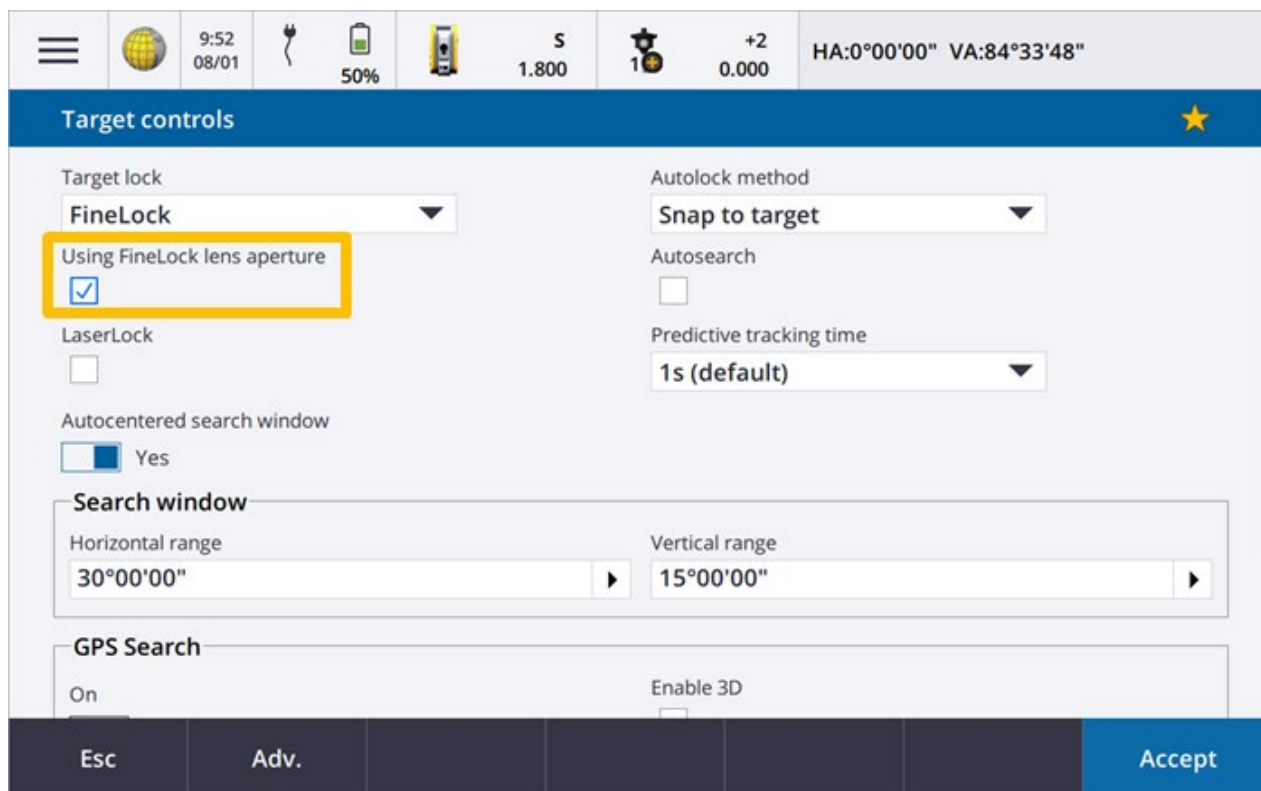 9:52
08/01
50%
S
1.800
1
+2
0.000
HA:0°00'00" VA:84°33'48"
Target controls
Target lock
FineLock
Autolock method
Snap to target
Using FineLock lens aperture
Autosearch
LaserLock
Predictive tracking time
1s (default)
Autocentered search window
Yes
Search window
Horizontal range
30°00'00"
Vertical range
15°00'00"
GPS Search
On
Enable 3D
Esc
Adv.
Accept